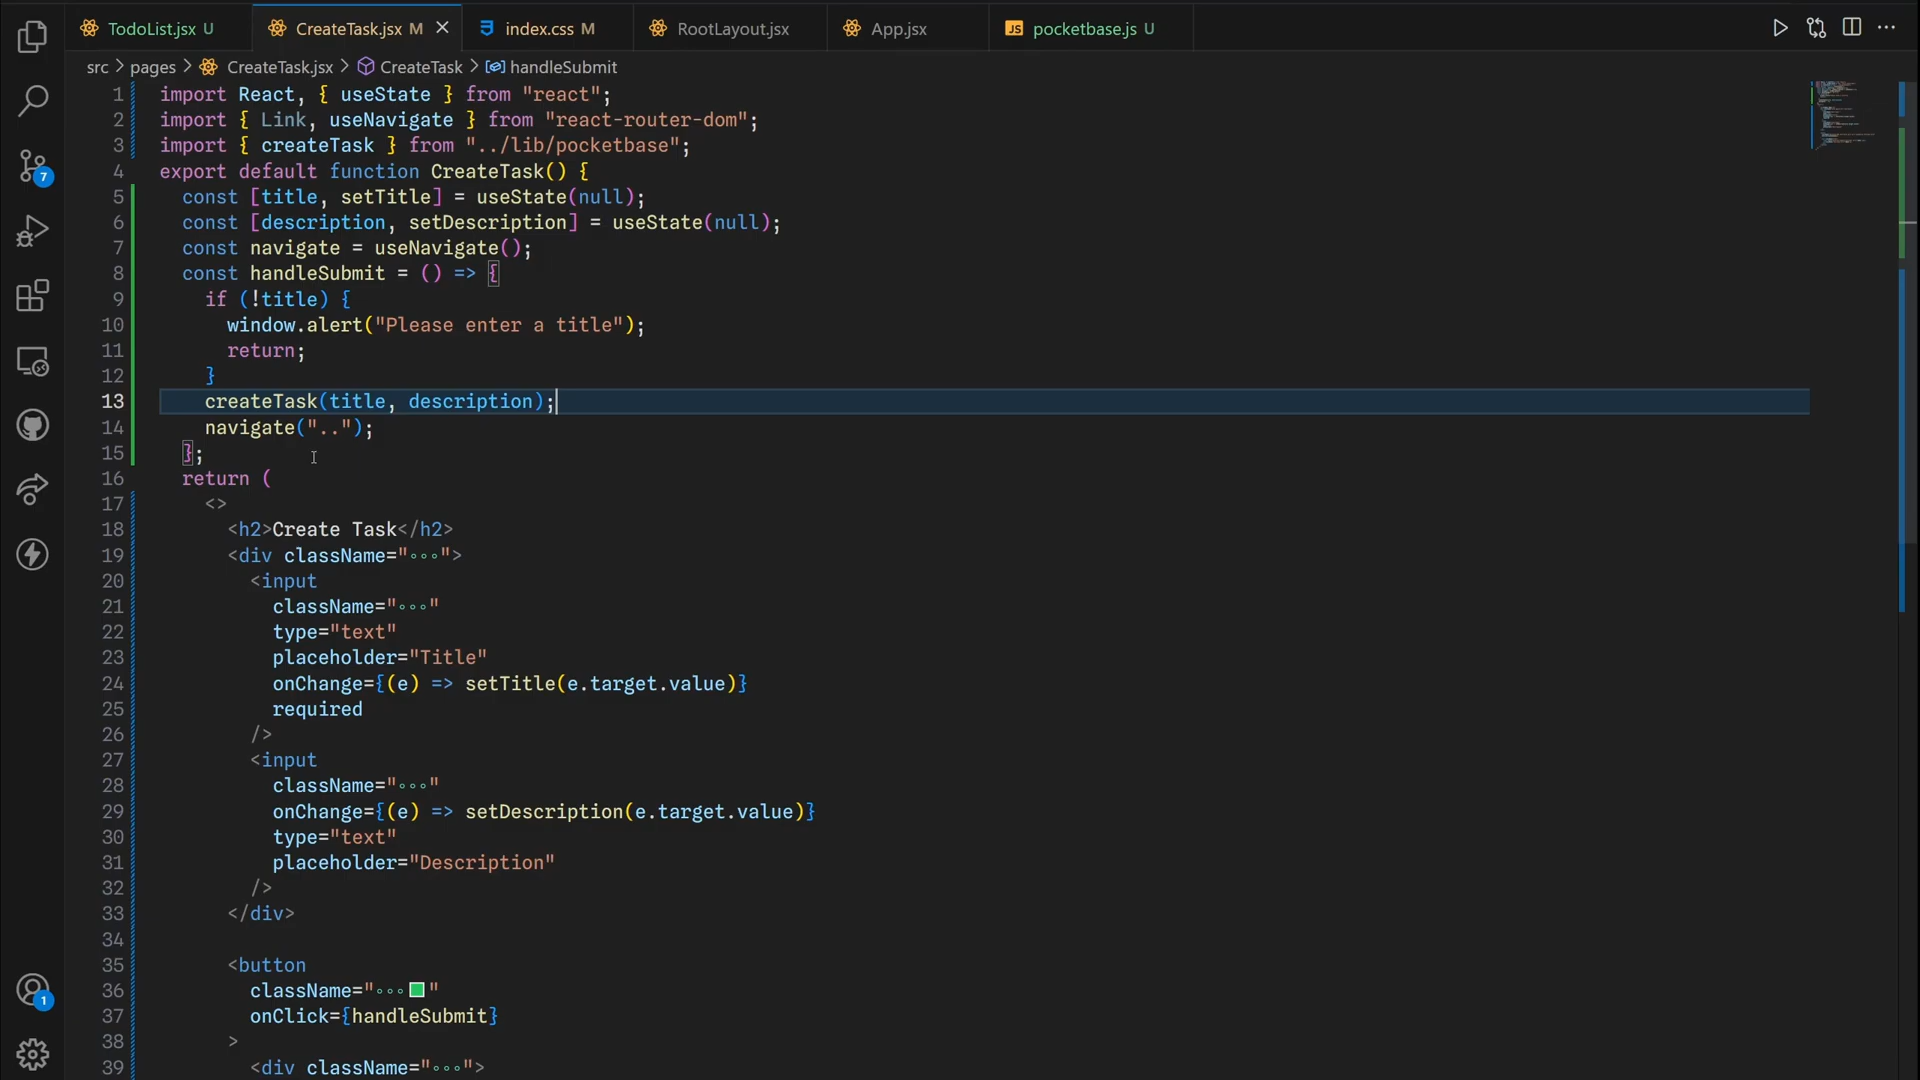 TodoList.jsx U
CreateTask.jsx M
index.css M
RootLayout.jsx
App.jsx
JS pocketbase.js U
src > pages > CreateTask.jsx > CreateTask > handleSubmit
1 import React, { useState } from "react";
2 import { Link, useNavigate } from "react-router-dom";
3 import { createTask } from "../lib/pocketbase";
4 export default function CreateTask() {
5 const [title, setTitle] = useState(null);
6 const [description, setDescription] = useState(null);
7 const navigate = useNavigate();
8 const handleSubmit = () => {
9 if (!title) {
10 window.alert("Please enter a title");
11 return;
12 }
13 createTask(title, description);
14 navigate("..");
15 };
16 return (
17 <>
18 <h2>Create Task</h2>
19 <div className="∘∘∘">
20 <input
21 className="∘∘∘"
22 type="text"
23 placeholder="Title"
24 onChange={(e) => setTitle(e.target.value)}
25 required
26 />
27 <input
28 className="∘∘∘"
29 onChange={(e) => setDescription(e.target.value)}
30 type="text"
31 placeholder="Description"
32 />
33 </div>
34
35 <button
36 className="∘∘∘"
37 onClick={handleSubmit}
38 >
39 <div className="∘∘∘">
7
1